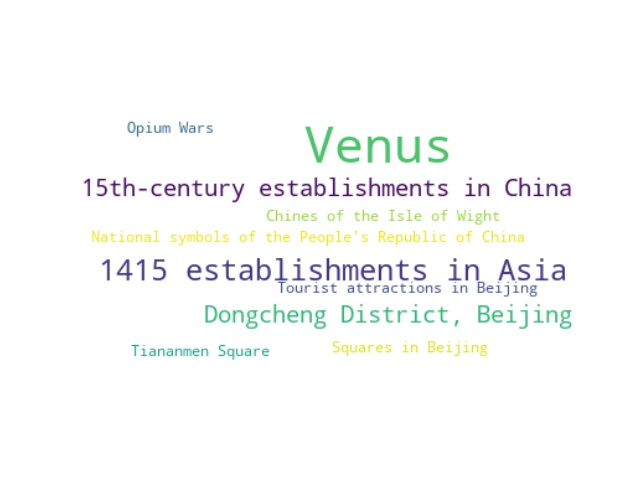 Opium Wars
Venus
15th-century establishments in China
Chines of the Isle of Wight
National symbols of the People's Republic of China
1415 establishments in Asia
Tourist attractions in Beijing
Dongcheng District, Beijing
Tiananmen Square
Squares in Beijing